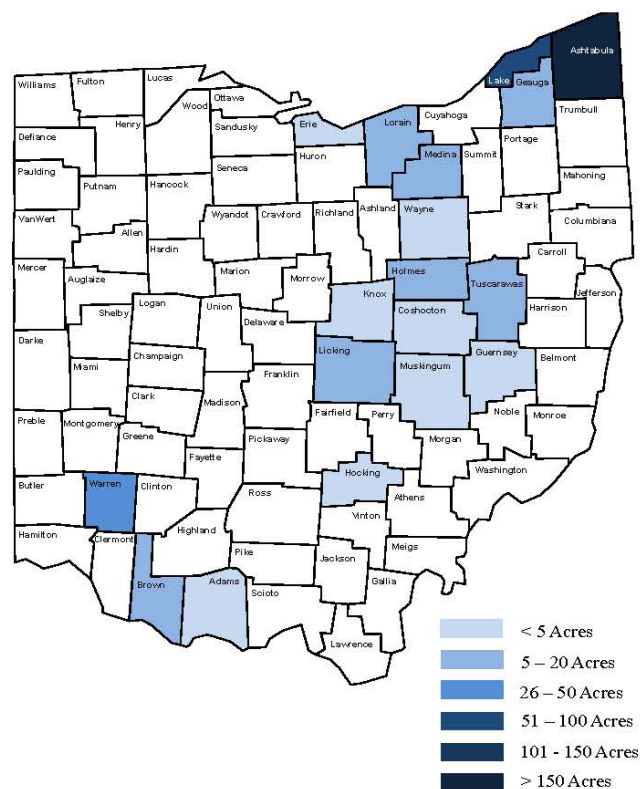 Ashtabula
Lake
Geauga
Williams
Fulton
Lucas
Ottawa
Wood
Cuyahoga
Trumbull
Defiance
Henry
Sandusky
Erie
Lorain
Medina
Summit
Portage
Huron
Seneca
Paulding
Putnam
Hancock
Mahoning
Ashland
Wayne
Stark
VanWert
Wyandot
Crawford
Richland
Columbiana
Allen
Hardin
Carroll
Mercer
Auglaize
Marion
Morrow
Holmes
Tuscarawas
Jefferson
Knox
Logan
Union
Coshocton
Harrison
Shelby
Delaware
Darke
Champaign
Licking
Guernsey
Belmont
Miami
Franklin
Muskingum
Clark
Madison
Preble
Montgomery
Fairfield
Perry
Noble
Monroe
Greene
Pickaway
Morgan
Fayette
Washington
Hocking
Butler
Warren
Clinton
Ross
Athens
Vinton
Hamilton
Clermont
Highland
Meigs
Pike
Jackson
Brown
Adams
Scioto
Gallia
Lawrence
< 5 Acres
5 – 20 Acres
26 – 50 Acres
51 – 100 Acres
101 - 150 Acres
> 150 Acres